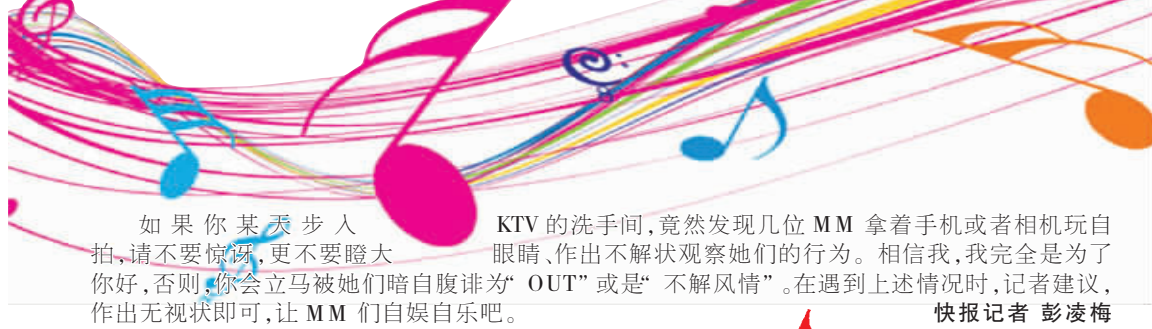 如果你某天步入 KTV 的洗手间,竟然发现几位 MM 拿着手机或者相机玩自
拍,请不要惊讶,更不要瞪大 眼睛、作出不解状观察她们的行为。相信我,我完全是为了
你好,否则,你会立马被她们暗自腹诽为“OUT”或是“不解风情”。在遇到上述情况时,记者建议,
作出无视状即可,让 MM 们自娱自乐吧。 快报记者 彭凌梅